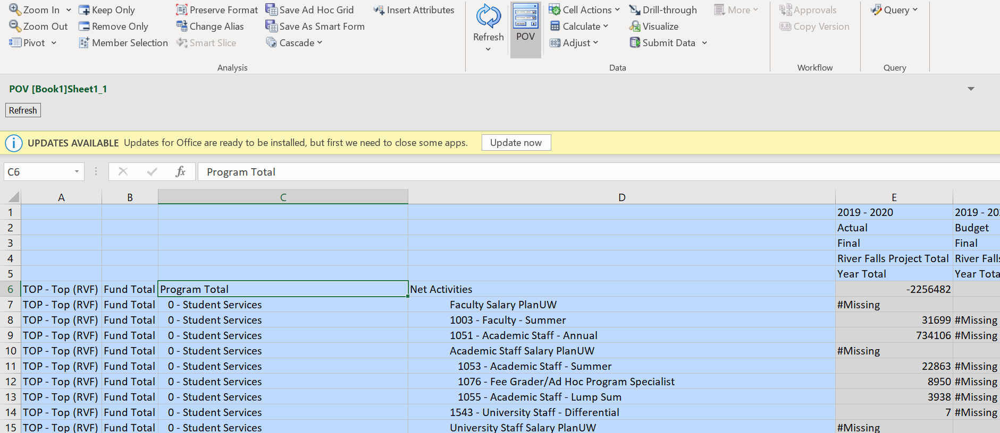 Zoom In Keep Only Preserve Format Save Ad Hoc Grid Insert Attributes Cell Actions Drill-through More Approvals Query
Zoom Out Remove Only Change Alias Save As Smart Form Calculate Visualize Copy Version
Pivot Member Selection Smart Slice Cascade Refresh POV Adjust Submit Data
Analysis Data Workflow Query
POV [Book1]Sheet1_1
Refresh
UPDATES AVAILABLE Updates for Office are ready to be installed, but first we need to close some apps. Update now
C6 fx Program Total
A B C D E
1 2019 - 2020 2019 - 20
2 Actual Budget
3 Final Final
4 River Falls Project Total River Falls
5 Year Total Year Tota
6 TOP - Top (RVF) Fund Total Program Total Net Activities -2256482
7 TOP - Top (RVF) Fund Total 0 - Student Services Faculty Salary PlanUW #Missing
8 TOP - Top (RVF) Fund Total 0 - Student Services 1003 - Faculty - Summer 31699 #Missing
9 TOP - Top (RVF) Fund Total 0 - Student Services 1051 - Academic Staff - Annual 734106 #Missing
10 TOP - Top (RVF) Fund Total 0 - Student Services Academic Staff Salary PlanUW #Missing
11 TOP - Top (RVF) Fund Total 0 - Student Services 1053 - Academic Staff - Summer 22863 #Missing
12 TOP - Top (RVF) Fund Total 0 - Student Services 1076 - Fee Grader/Ad Hoc Program Specialist 8950 #Missing
13 TOP - Top (RVF) Fund Total 0 - Student Services 1055 - Academic Staff - Lump Sum 3938 #Missing
14 TOP - Top (RVF) Fund Total 0 - Student Services 1543 - University Staff - Differential 7 #Missing
15 TOP - Top (RVF) Fund Total 0 - Student Services University Staff Salary PlanUW #Missing